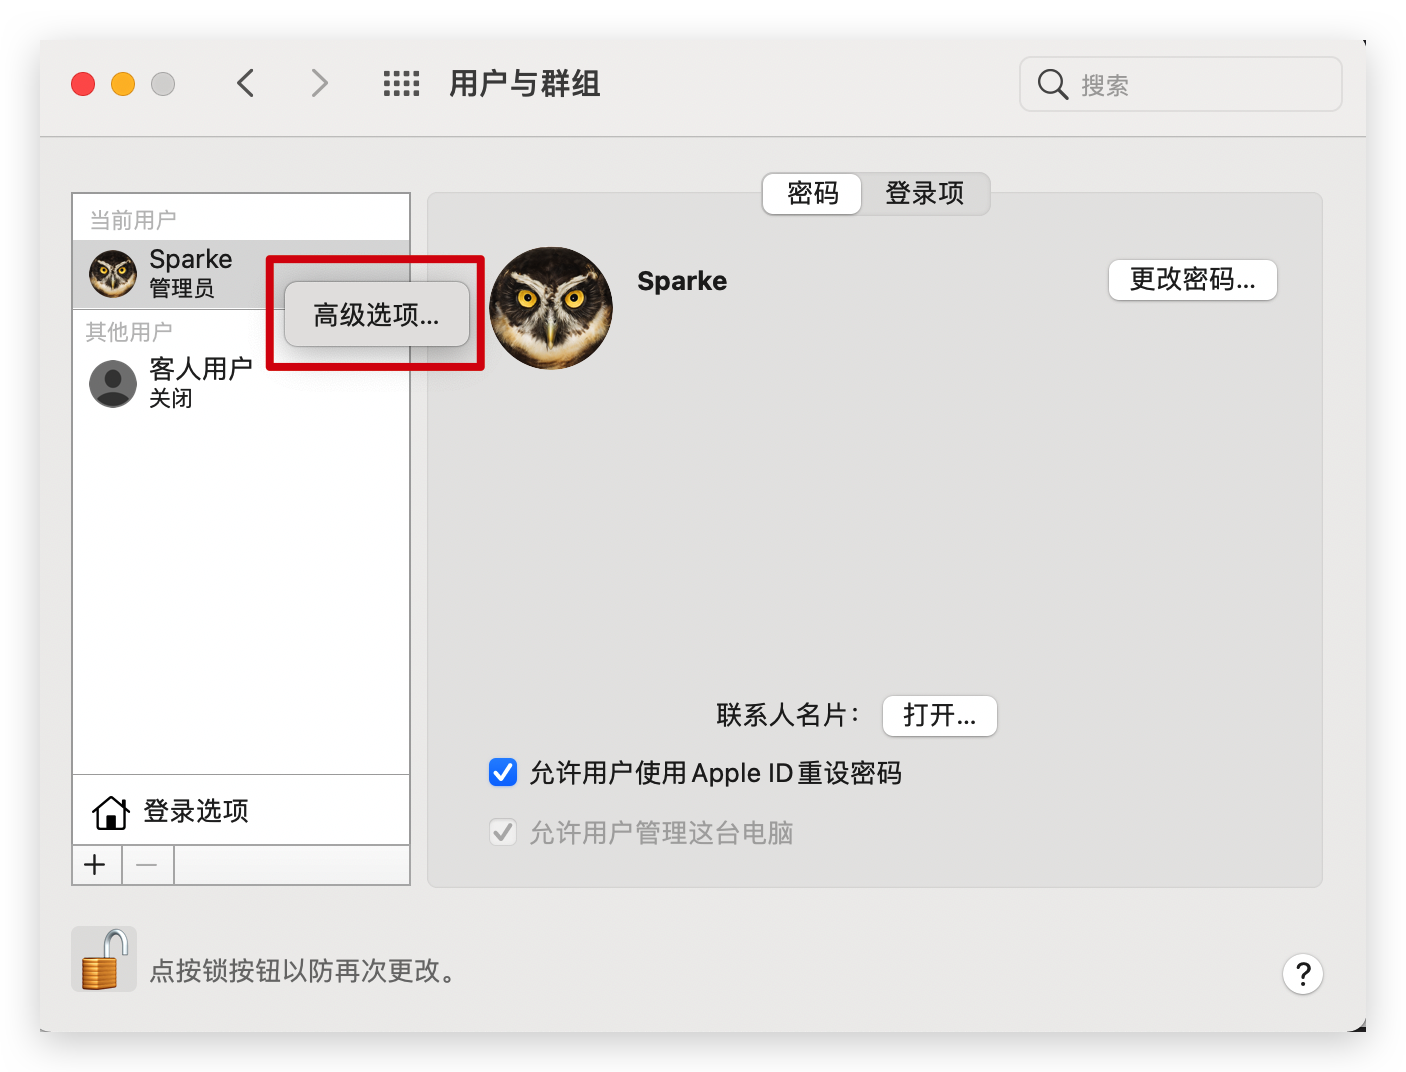 用户与群组
搜索
密码
登录项
当前用户
Sparke
管理员
高级选项...
其他用户
客人用户
关闭
Sparke
更改密码...
联系人名片：
打开...
允许用户使用 Apple ID 重设密码
允许用户管理这台电脑
登录选项
点按锁按钮以防再次更改。
?